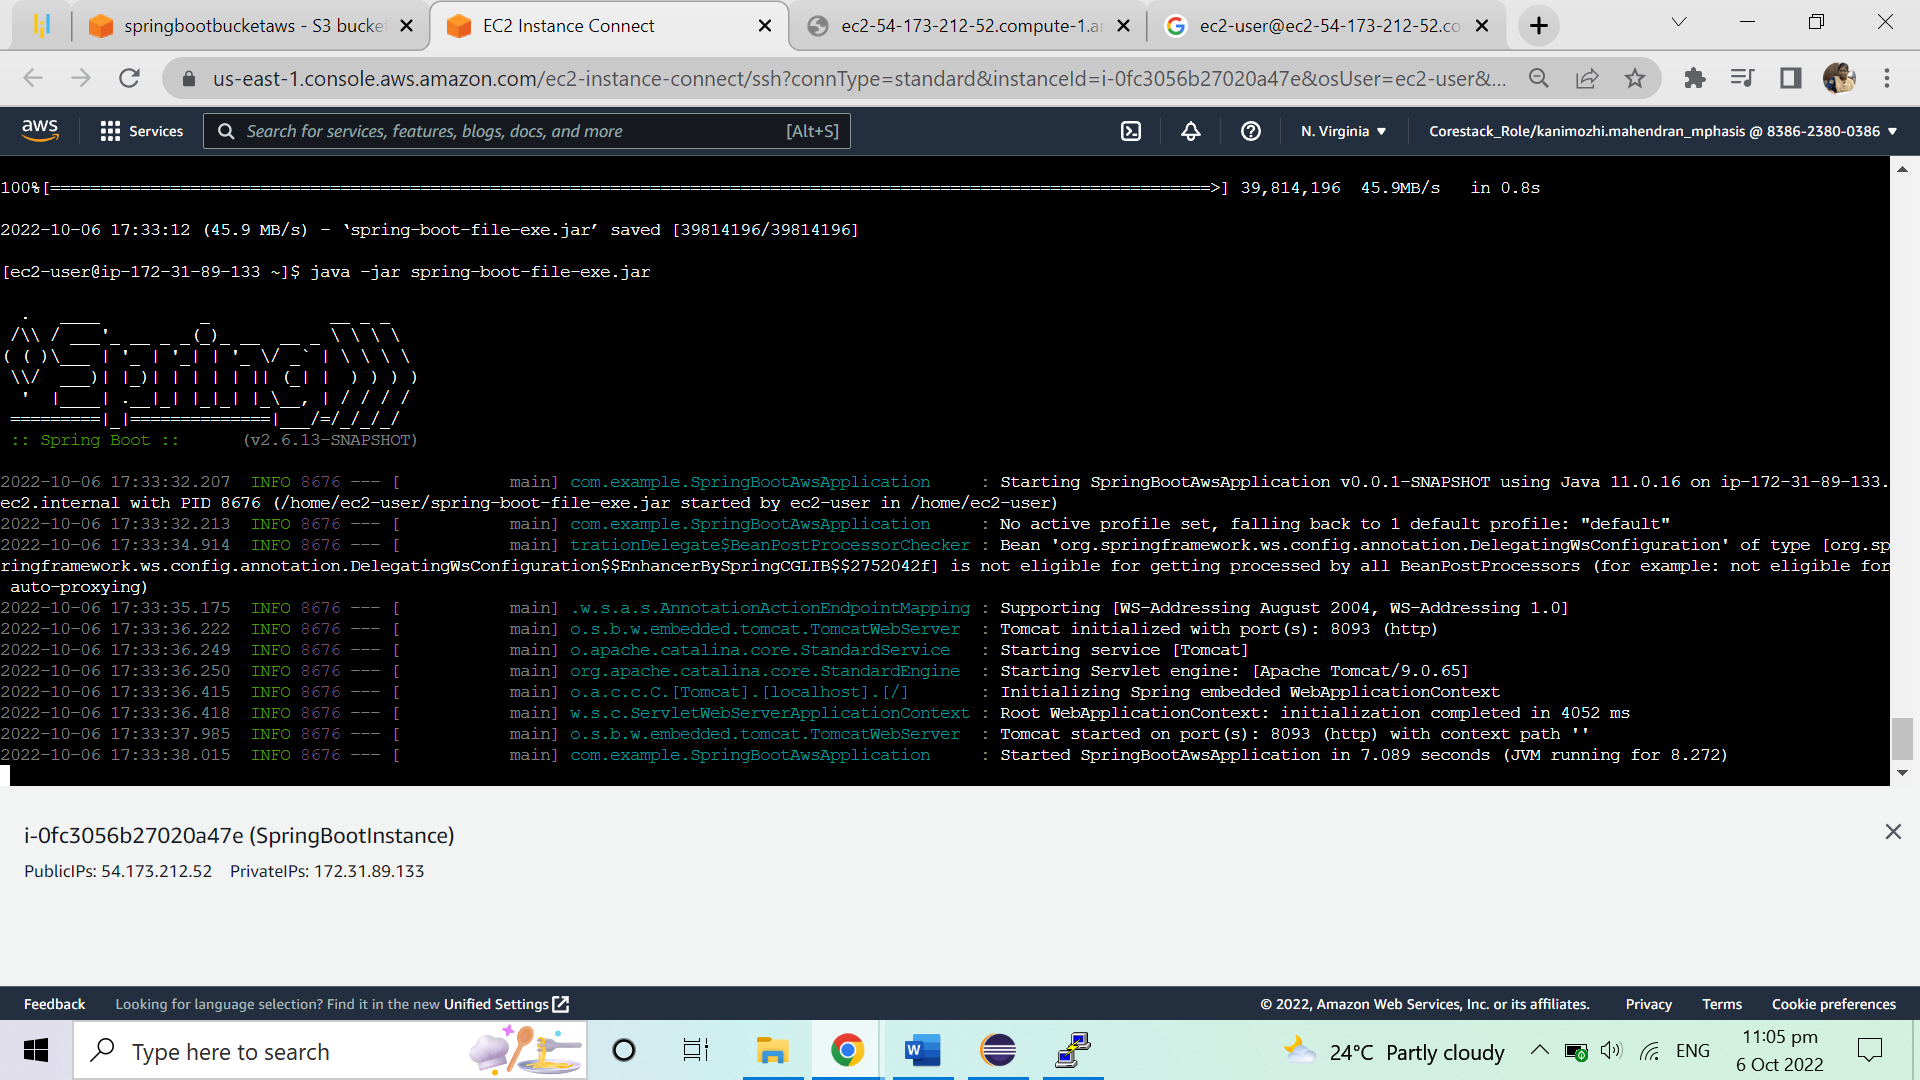 springbootbucketaws - S3 bucke
EC2 Instance Connect
ec2-54-173-212-52.compute-1.a
ec2-user@ec2-54-173-212-52.co
us-east-1.console.aws.amazon.com/ec2-instance-connect/ssh?connType=standard&instanceId=i-0fc3056b27020a47e&osUser=ec2-user&...
aws
Services
Search for services, features, blogs, docs, and more
[Alt+S]
N. Virginia
Corestack_Role/kanimozhi.mahendran_mphasis @ 8386-2380-0386
100%[====================================================================================================================>] 39,814,196  45.9MB/s   in 0.8s
2022-10-06 17:33:12 (45.9 MB/s) - ‘spring-boot-file-exe.jar’ saved [39814196/39814196]
[ec2-user@ip-172-31-89-133 ~]$ java -jar spring-boot-file-exe.jar
  .   ____          _            __ _ _
 /\\ / ___'_ __ _ _(_)_ __  __ _ \ \ \ \
( ( )\___ | '_ | '_| | '_ \/ _` | \ \ \ \
 \\/  ___)| |_)| | | | | || (_| |  ) ) ) )
  '  |____| .__|_| |_|_| |_\__, | / / / /
 =========|_|==============|___/=/_/_/_/
 :: Spring Boot ::      (v2.6.13-SNAPSHOT)
2022-10-06 17:33:32.207  INFO 8676 --- [           main] com.example.SpringBootAwsApplication     : Starting SpringBootAwsApplication v0.0.1-SNAPSHOT using Java 11.0.16 on ip-172-31-89-133.
ec2.internal with PID 8676 (/home/ec2-user/spring-boot-file-exe.jar started by ec2-user in /home/ec2-user)
2022-10-06 17:33:32.213  INFO 8676 --- [           main] com.example.SpringBootAwsApplication     : No active profile set, falling back to 1 default profile: "default"
2022-10-06 17:33:34.914  INFO 8676 --- [           main] trationDelegate$BeanPostProcessorChecker : Bean 'org.springframework.ws.config.annotation.DelegatingWsConfiguration' of type [org.sp
ringframework.ws.config.annotation.DelegatingWsConfiguration$$EnhancerBySpringCGLIB$$2752042f] is not eligible for getting processed by all BeanPostProcessors (for example: not eligible for
 auto-proxying)
2022-10-06 17:33:35.175  INFO 8676 --- [           main] .w.s.a.s.AnnotationActionEndpointMapping : Supporting [WS-Addressing August 2004, WS-Addressing 1.0]
2022-10-06 17:33:36.222  INFO 8676 --- [           main] o.s.b.w.embedded.tomcat.TomcatWebServer  : Tomcat initialized with port(s): 8093 (http)
2022-10-06 17:33:36.249  INFO 8676 --- [           main] o.apache.catalina.core.StandardService   : Starting service [Tomcat]
2022-10-06 17:33:36.250  INFO 8676 --- [           main] org.apache.catalina.core.StandardEngine  : Starting Servlet engine: [Apache Tomcat/9.0.65]
2022-10-06 17:33:36.415  INFO 8676 --- [           main] o.a.c.c.C.[Tomcat].[localhost].[/]       : Initializing Spring embedded WebApplicationContext
2022-10-06 17:33:36.418  INFO 8676 --- [           main] w.s.c.ServletWebServerApplicationContext : Root WebApplicationContext: initialization completed in 4052 ms
2022-10-06 17:33:37.985  INFO 8676 --- [           main] o.s.b.w.embedded.tomcat.TomcatWebServer  : Tomcat started on port(s): 8093 (http) with context path ''
2022-10-06 17:33:38.015  INFO 8676 --- [           main] com.example.SpringBootAwsApplication     : Started SpringBootAwsApplication in 7.089 seconds (JVM running for 8.272)
i-0fc3056b27020a47e (SpringBootInstance)
PublicIPs: 54.173.212.52    PrivateIPs: 172.31.89.133
Feedback
Looking for language selection? Find it in the new Unified Settings
© 2022, Amazon Web Services, Inc. or its affiliates.
Privacy
Terms
Cookie preferences
Type here to search
24°C  Partly cloudy
ENG
11:05 pm
6 Oct 2022